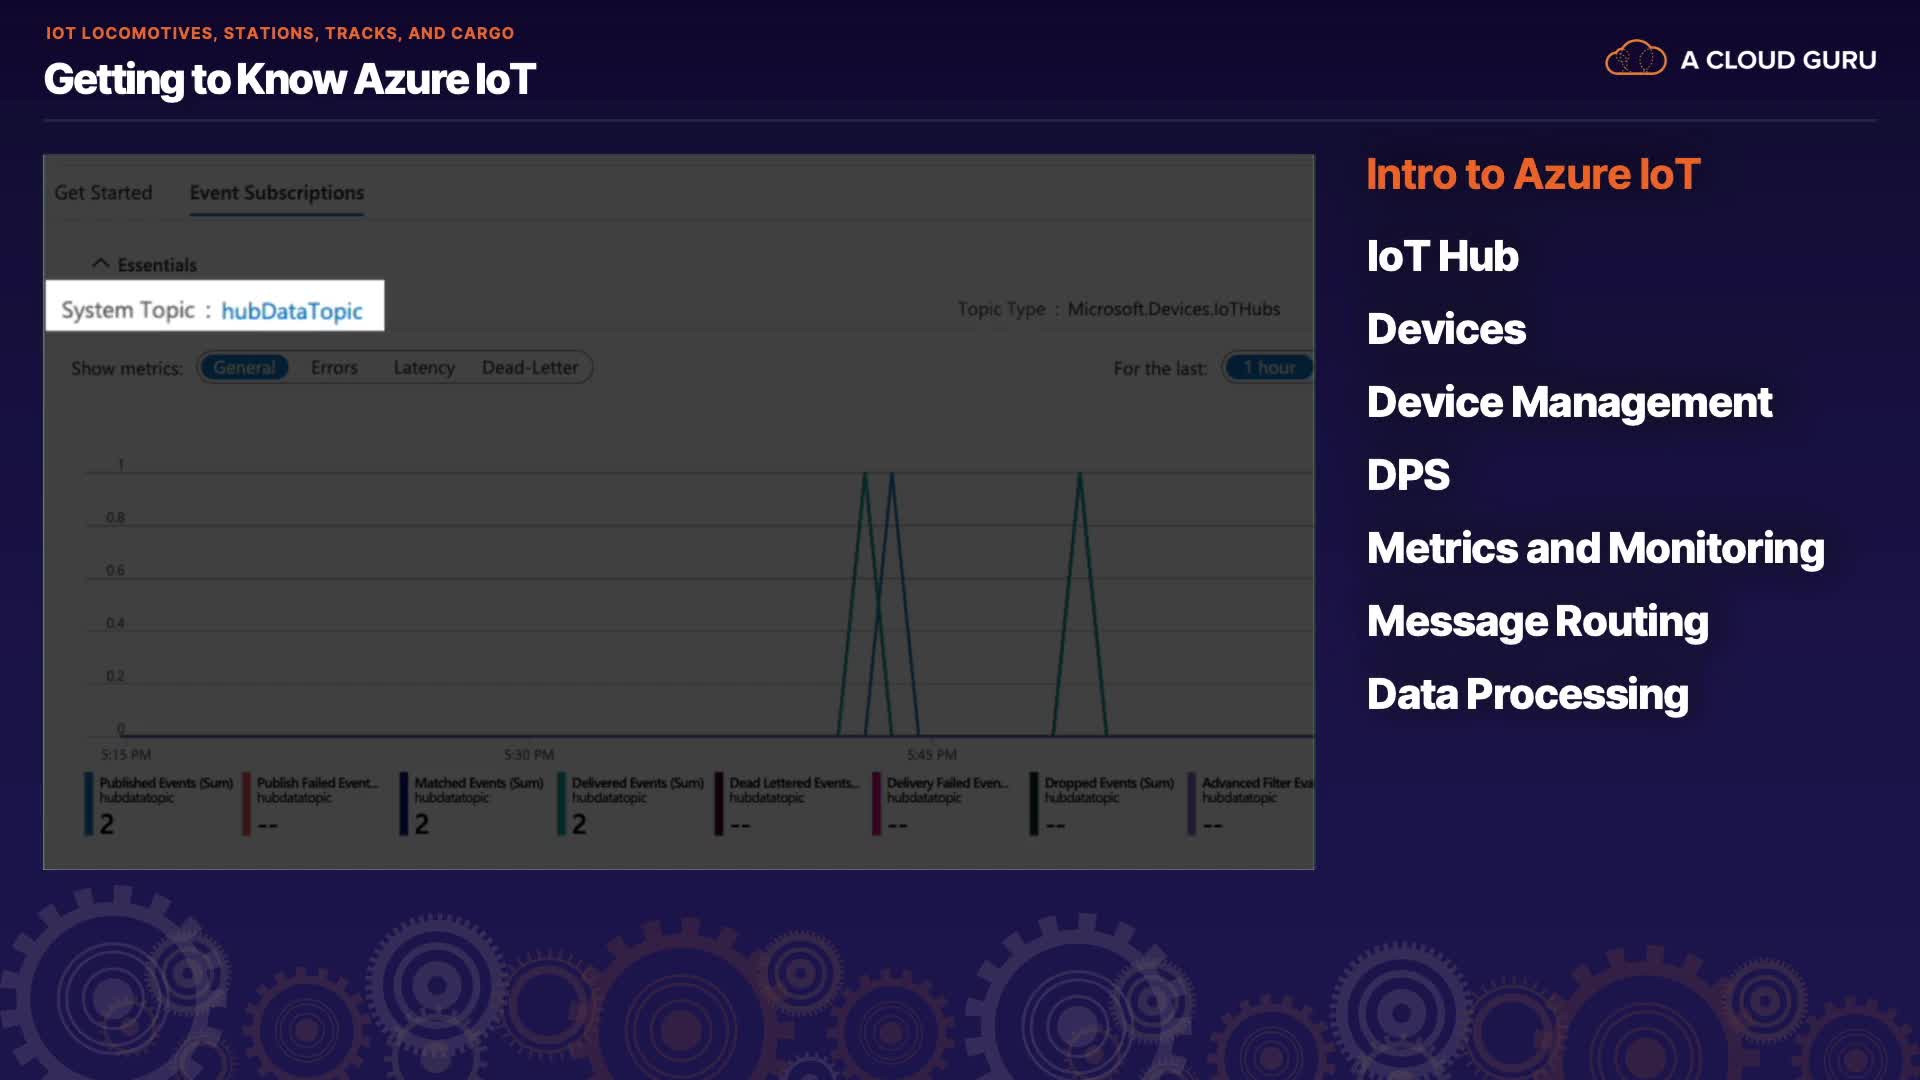 IOT LOCOMOTIVES, STATIONS, TRACKS, AND CARGO
Getting to Know Azure IoT
A CLOUD GURU
Get Started Event Subscriptions
Essentials
System Topic : hubDataTopic
Topic Type : Microsoft.Devices.IoTHubs
Show metrics: General Errors Latency Dead-Letter
For the last: 1 hour
1
0.8
0.6
0.4
0.2
0
5:15 PM 5:30 PM 5:45 PM
Published Events (Sum)
hubdatatopic
2
Publish Failed Event...
hubdatatopic
--
Matched Events (Sum)
hubdatatopic
2
Delivered Events (Sum)
hubdatatopic
2
Dead Lettered Events...
hubdatatopic
--
Delivery Failed Even...
hubdatatopic
--
Dropped Events (Sum)
hubdatatopic
--
Advanced Filter Eva
hubdatatopic
--
Intro to Azure IoT
IoT Hub
Devices
Device Management
DPS
Metrics and Monitoring
Message Routing
Data Processing